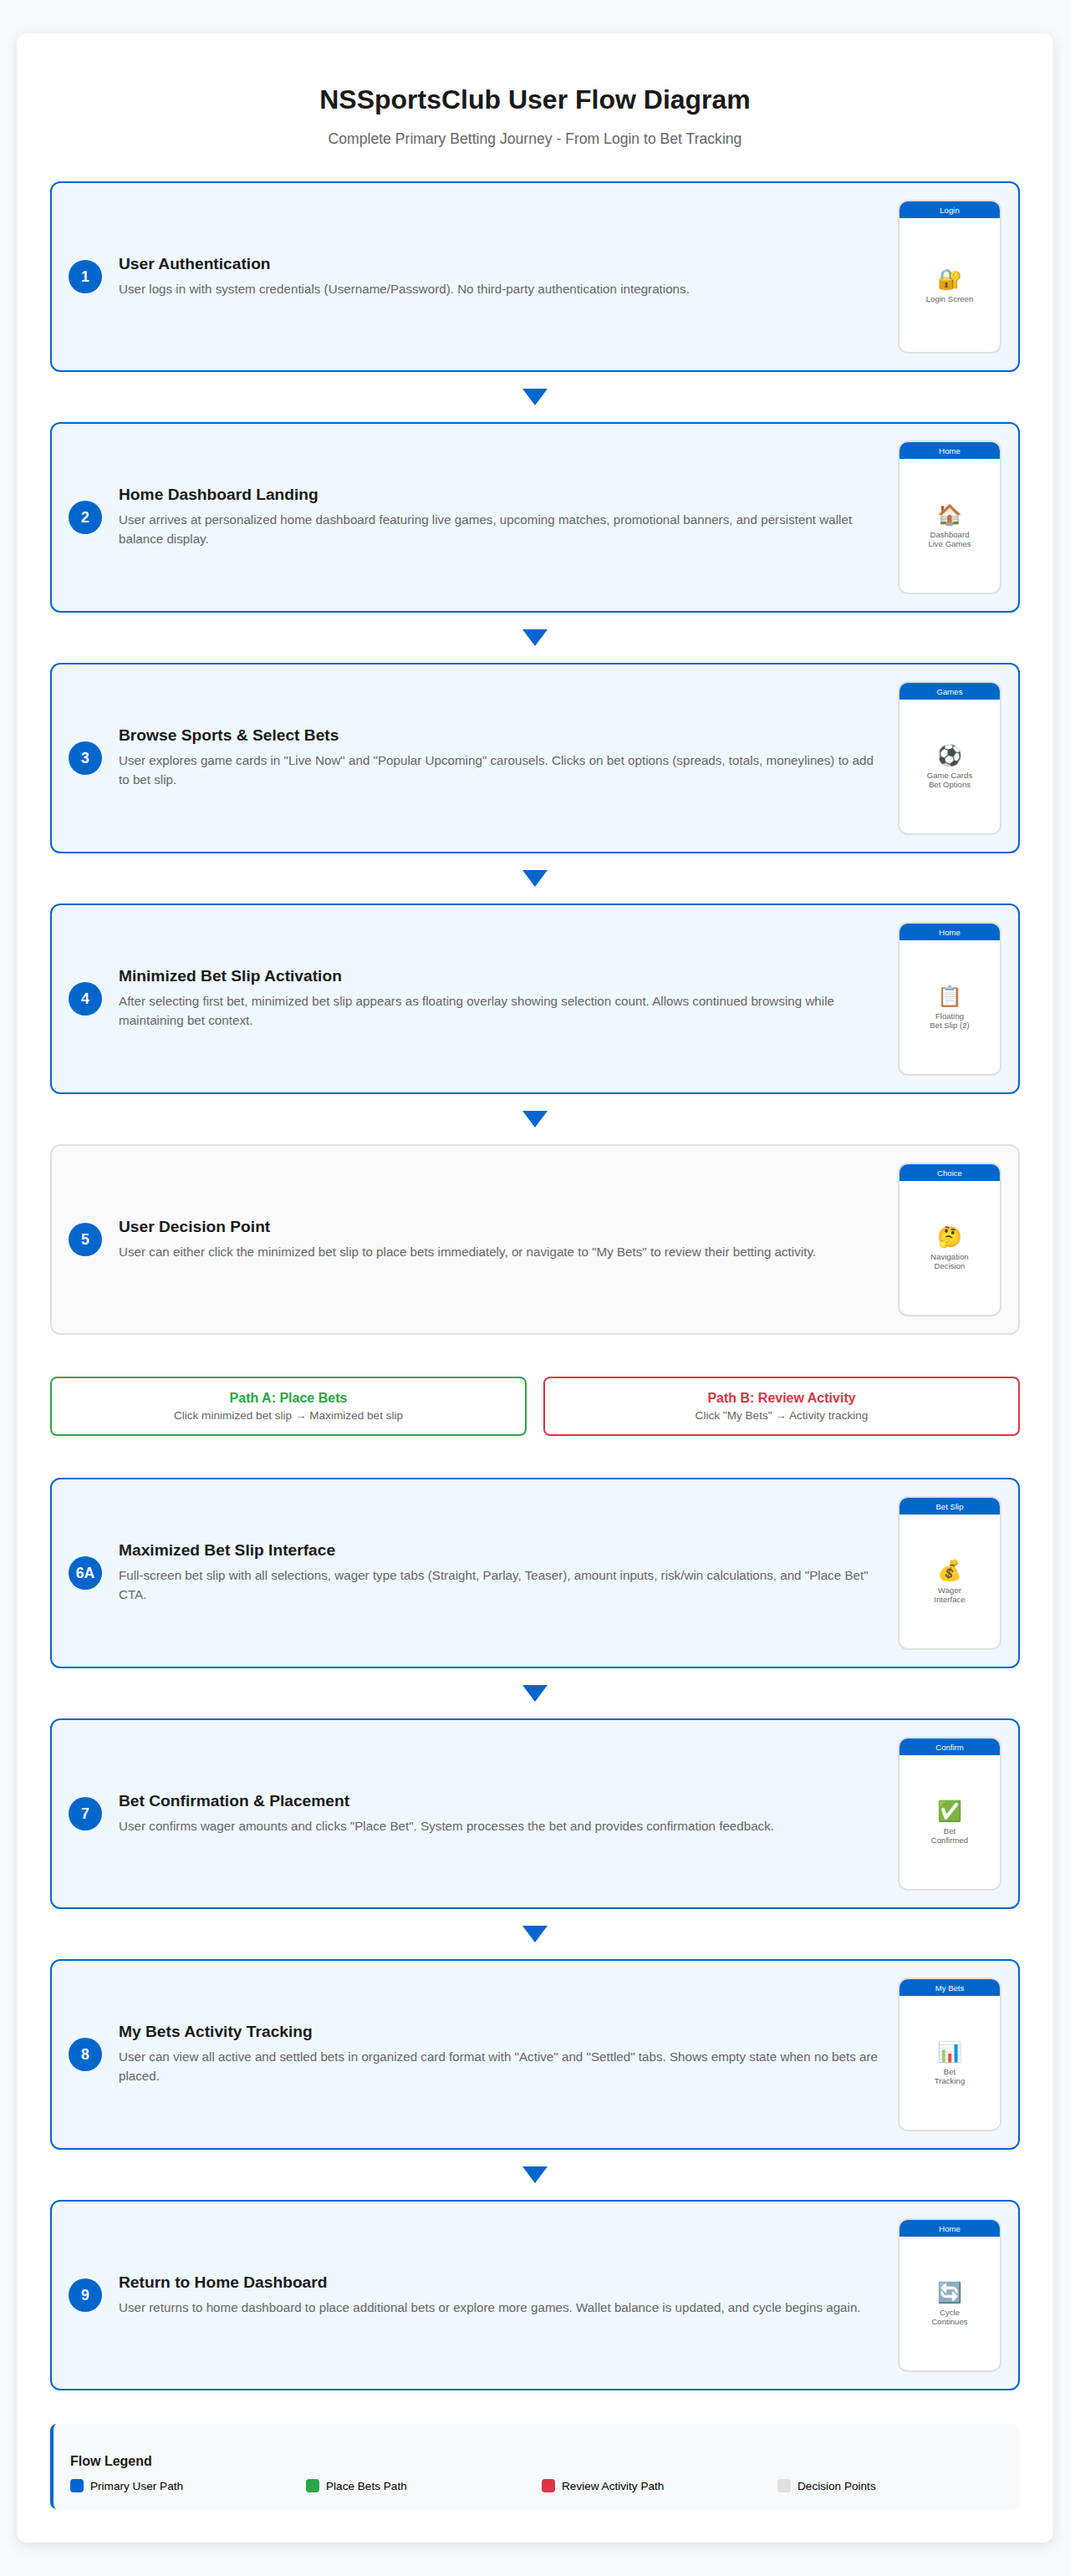 NSSportsClub User Flow Diagram
Complete Primary Betting Journey - From Login to Bet Tracking
1
User Authentication
User logs in with system credentials (Username/Password). No third-party authentication integrations.
Login
Login Screen
2
Home Dashboard Landing
User arrives at personalized home dashboard featuring live games, upcoming matches, promotional banners, and persistent wallet
balance display.
Home
Dashboard
Live Games
3
Browse Sports & Select Bets
User explores game cards in "Live Now" and "Popular Upcoming" carousels. Clicks on bet options (spreads, totals, moneylines) to add
to bet slip.
Games
Game Cards
Bet Options
4
Minimized Bet Slip Activation
After selecting first bet, minimized bet slip appears as floating overlay showing selection count. Allows continued browsing while
maintaining bet context.
Home
Floating
Bet Slip (2)
5
User Decision Point
User can either click the minimized bet slip to place bets immediately, or navigate to "My Bets" to review their betting activity.
Choice
Navigation
Decision
Path A: Place Bets
Click minimized bet slip → Maximized bet slip
Path B: Review Activity
Click "My Bets" → Activity tracking
6A
Maximized Bet Slip Interface
Full-screen bet slip with all selections, wager type tabs (Straight, Parlay, Teaser), amount inputs, risk/win calculations, and "Place Bet"
CTA.
Bet Slip
Wager
Interface
7
Bet Confirmation & Placement
User confirms wager amounts and clicks "Place Bet". System processes the bet and provides confirmation feedback.
Confirm
Bet
Confirmed
8
My Bets Activity Tracking
User can view all active and settled bets in organized card format with "Active" and "Settled" tabs. Shows empty state when no bets are
placed.
My Bets
Bet
Tracking
9
Return to Home Dashboard
User returns to home dashboard to place additional bets or explore more games. Wallet balance is updated, and cycle begins again.
Home
Cycle
Continues
Flow Legend
Primary User Path
Place Bets Path
Review Activity Path
Decision Points